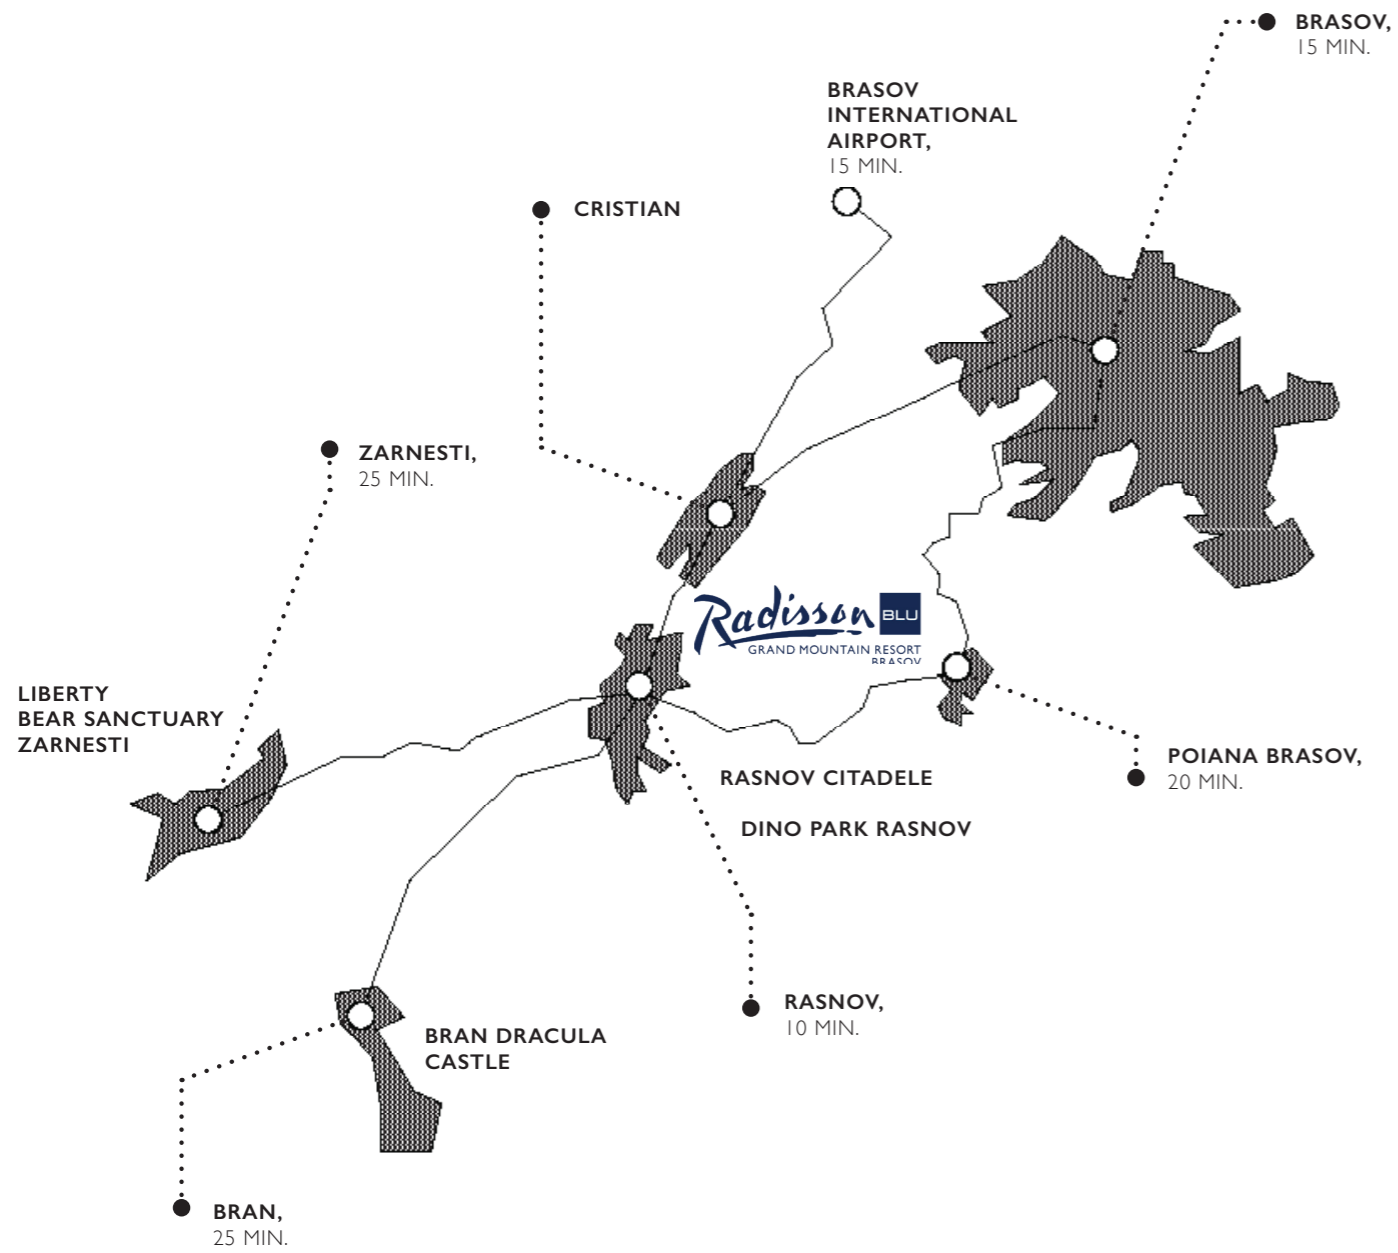 BRASOV,
15 MIN.
BRASOV
INTERNATIONAL
AIRPORT,
15 MIN.
CRISTIAN
ZARNESTI,
25 MIN.
Radisson BLU
GRAND MOUNTAIN RESORT
BRASOV
LIBERTY
BEAR SANCTUARY
ZARNESTI
POIANA BRASOV,
20 MIN.
RASNOV CITADELE
DINO PARK RASNOV
RASNOV,
10 MIN.
BRAN DRACULA
CASTLE
BRAN,
25 MIN.